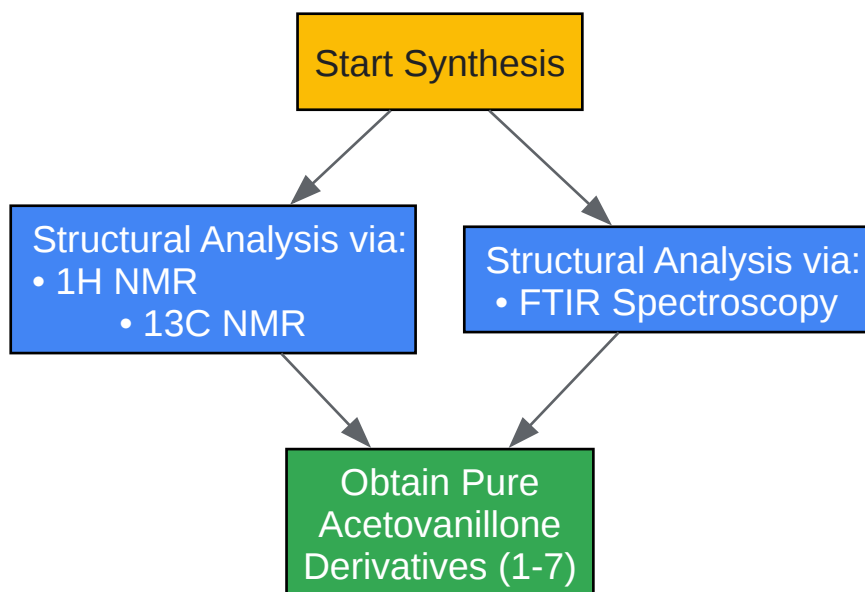 Start Synthesis
Structural Analysis via:
• 1H NMR
• 13C NMR
Structural Analysis via:
• FTIR Spectroscopy
Obtain Pure
Acetovanillone
Derivatives (1-7)